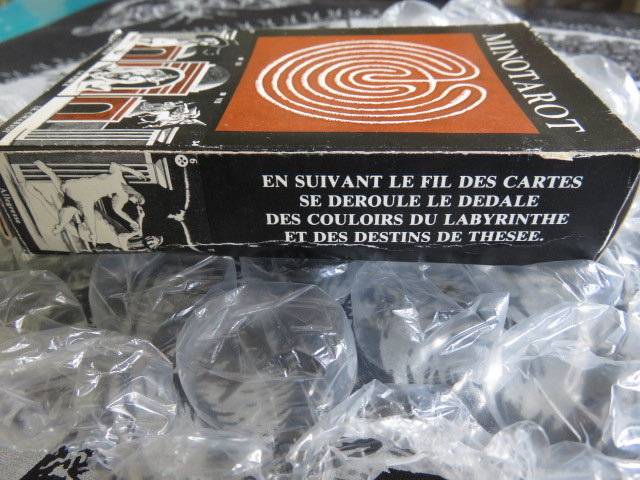 MINOTAROT
EN SUIVANT LE FIL DES CARTES
SE DEROULE LE DEDALE
DES COULOIRS DU LABYRINTHE
ET DES DESTINS DE THESEE.
9